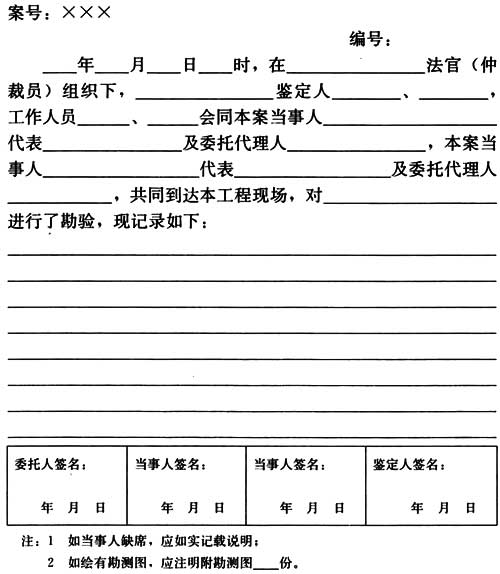 案号：×××
编号：
____年____月____日____时，在________________法官（仲
裁员）组织下，________________鉴定人________、________，
工作人员______、______会同本案当事人____________________
代表________________及委托代理人________________，本案当
事人__________________代表__________________及委托代理人
____________，共同到达本工程现场，对____________________
进行了勘验，现记录如下：
委托人签名： 当事人签名： 当事人签名： 鉴定人签名：
年 月 日 年 月 日 年 月 日 年 月 日
注：1 如当事人缺席，应如实记载说明；
2 如绘有勘测图，应注明附勘测图____份。